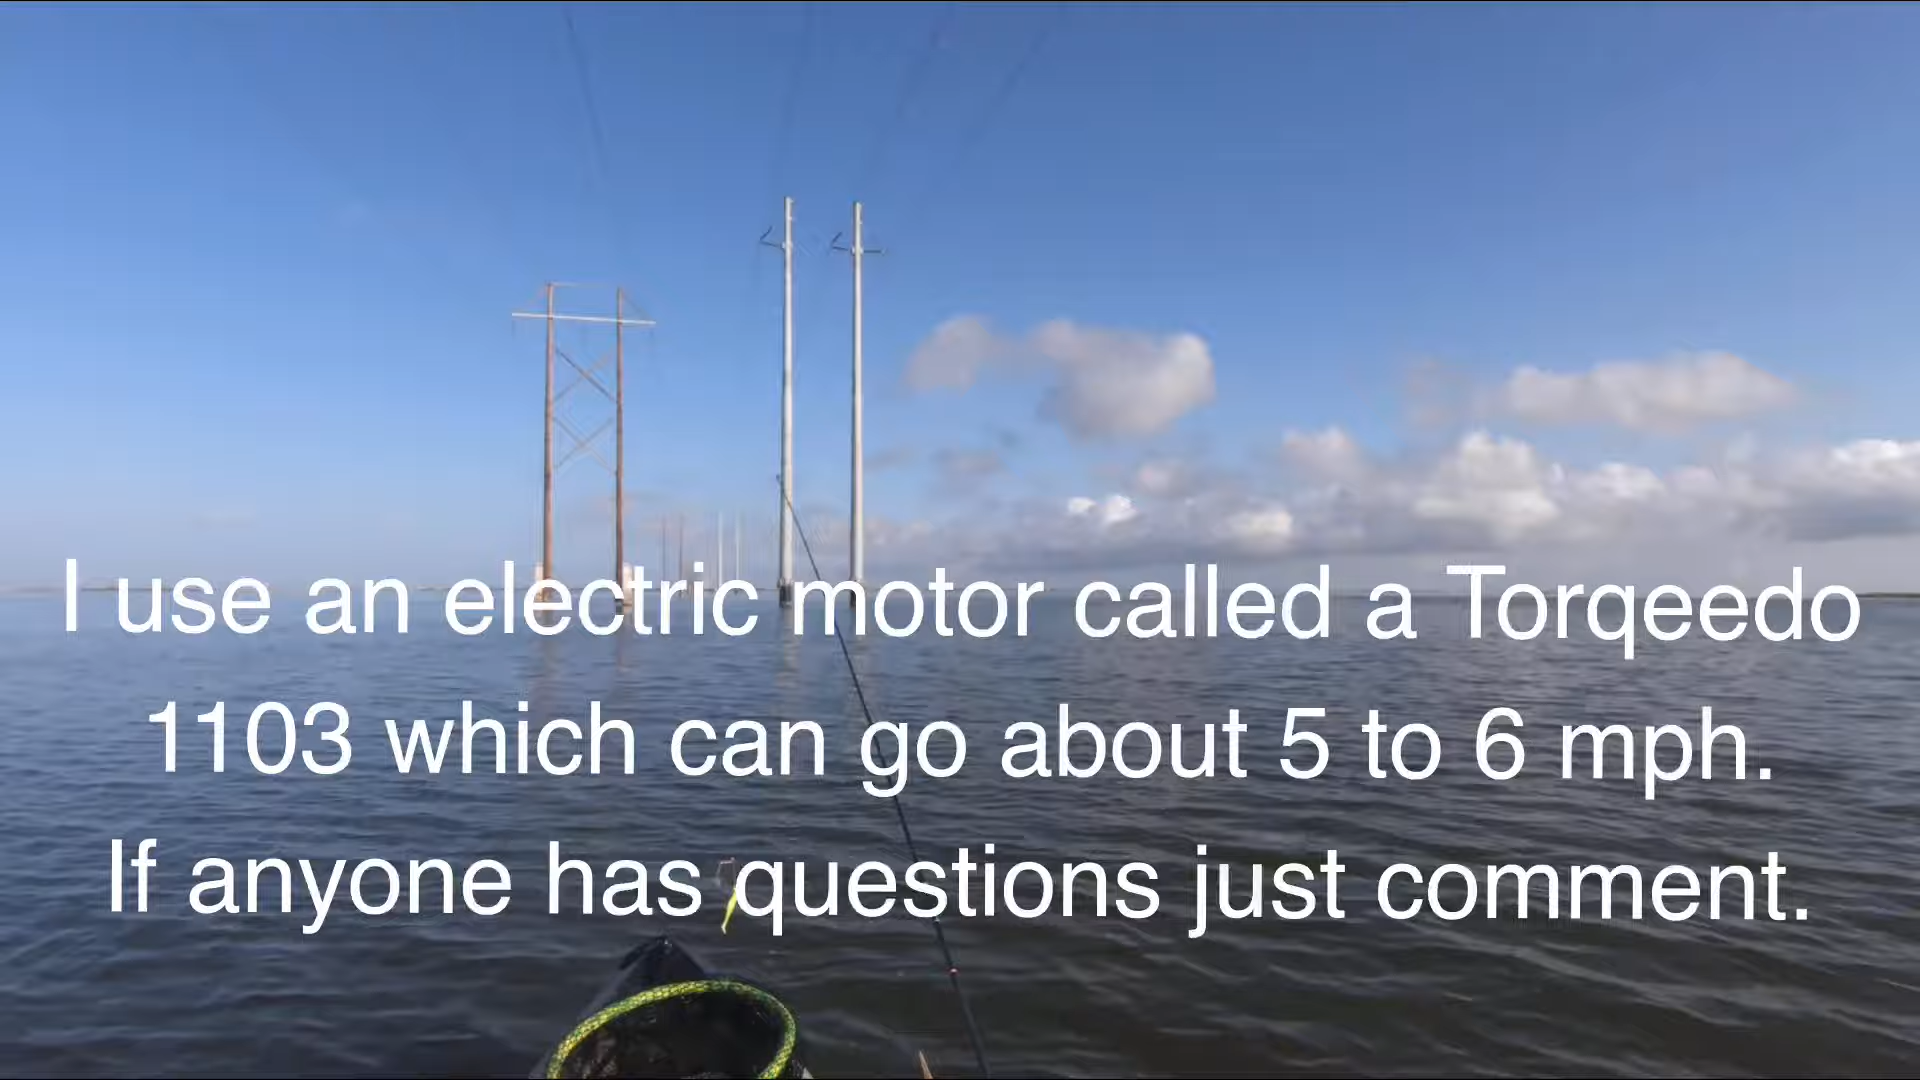 I use an electric motor called a Torqeedo
1103 which can go about 5 to 6 mph.
If anyone has questions just comment.